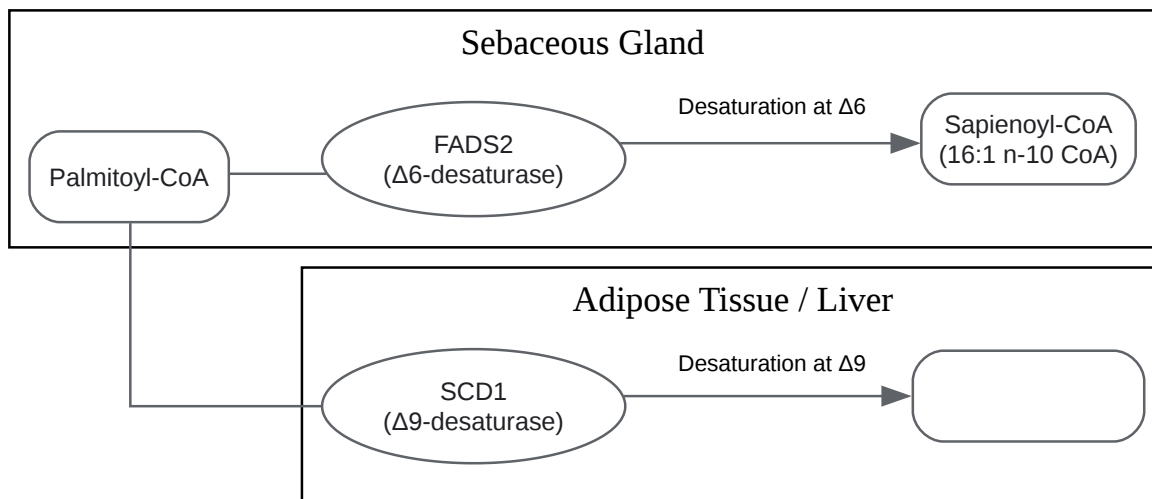 Sebaceous Gland
Desaturation at Δ6
Palmitoyl-CoA
FADS2
(Δ6-desaturase)
Sapienoyl-CoA
(16:1 n-10 CoA)
Adipose Tissue / Liver
Desaturation at Δ9
SCD1
(Δ9-desaturase)